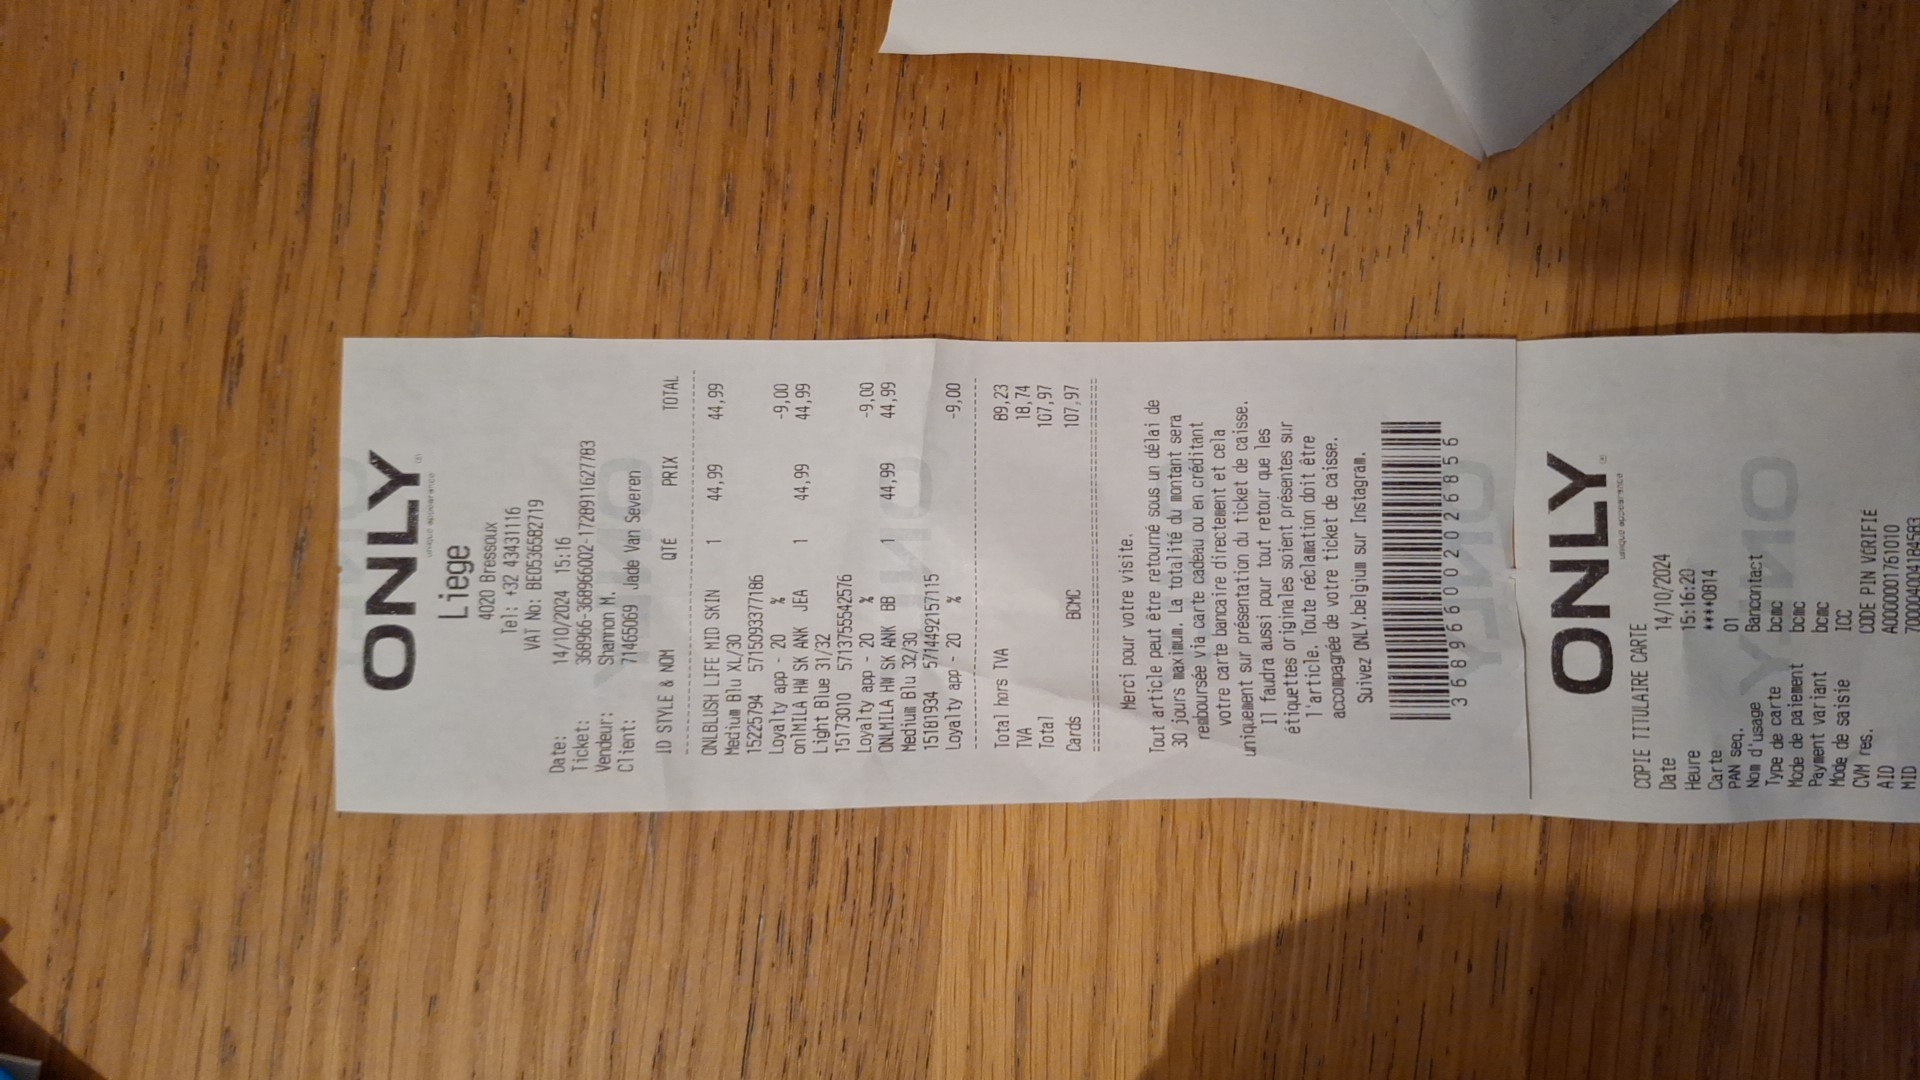 ONLY
unique appearance
Liege
4020 Bressoux
Tel: +32 43431116
VAT No: BE0536582719
Date: 14/10/2024 15:16
Ticket: 368966-368966002-1728911627783
Vendeur: Shannon M.
Client: 71465069 Jade Van Severen
ID STYLE & NOM QTÉ PRIX TOTAL
ONLBLUSH LIFE MID SKIN 1 44,99 44,99
Medium Blu XL/30
15225794 5715093377186
Loyalty app - 20 % -9,00
onlMILA HW SK ANK JEA 1 44,99 44,99
Light Blue 31/32
15173010 5713755542576
Loyalty app - 20 % -9,00
ONLMILA HW SK ANK BB 1 44,99 44,99
Medium Blu 32/30
15181934 5714492157115
Loyalty app - 20 % -9,00
Total hors TVA 89,23
TVA 18,74
Total 107,97
Cards BCMC 107,97
Merci pour votre visite.
Tout article peut être retourné sous un délai de
30 jours maximum. La totalité du montant sera
remboursée via carte cadeau ou en créditant
votre carte bancaire directement et cela
uniquement sur présentation du ticket de caisse.
Il faudra aussi pour tout retour que les
étiquettes originales soient présentes sur
l'article. Toute réclamation doit être
accompagnée de votre ticket de caisse.
Suivez ONLY.belgium sur Instagram.
368966002026856
ONLY
unique appearance
COPIE TITULAIRE CARTE
Date 14/10/2024
Heure 15:16:20
Carte ****0814
PAN seq. 01
Nom d'usage Bancontact
Type de carte bcmc
Mode de paiement bcmc
Payment variant bcmc
Mode de saisie ICC
CVM res. CODE PIN VÉRIFIÉ
AID A0000001761010
MID 700004000418458